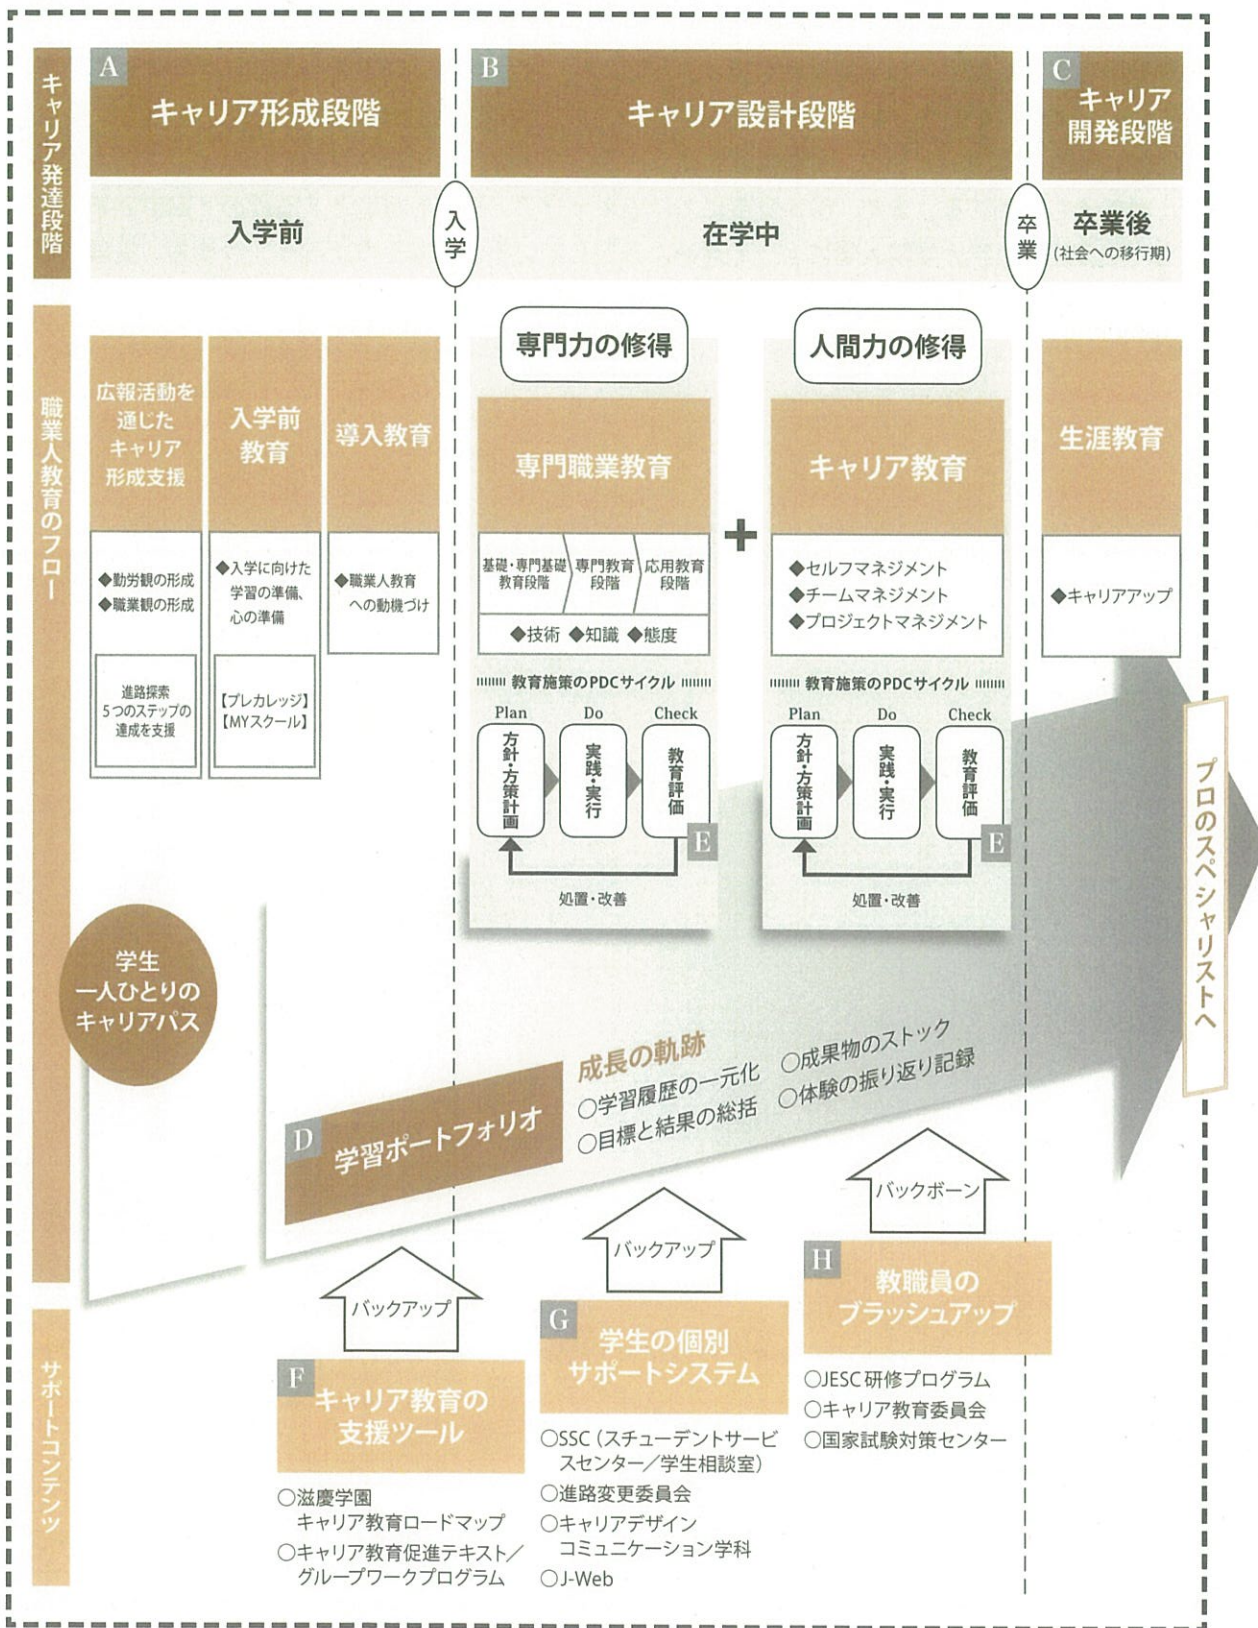 キャリア発達段階
A
キャリア形成段階
B
キャリア設計段階
C
キャリア
開発段階
入学前
入学
在学中
卒業
卒業後
(社会への移行期)
職業人教育のフロー
広報活動を
通じた
キャリア
形成支援
入学前
教育
導入教育
◆勤労観の形成
◆職業観の形成
◆入学に向けた
学習の準備、
心の準備
◆職業人教育
への動機づけ
進路探索
5つのステップの
達成を支援
【プレカレッジ】
【MYスクール】
専門力の修得
専門職業教育
基礎・専門基礎
教育段階
専門教育
段階
応用教育
段階
◆技術 ◆知識 ◆態度
教育施策のPDCサイクル
Plan
Do
Check
方針・方策計画
実践・実行
教育評価
E
処置・改善
+
人間力の修得
キャリア教育
◆セルフマネジメント
◆チームマネジメント
◆プロジェクトマネジメント
教育施策のPDCサイクル
Plan
Do
Check
方針・方策計画
実践・実行
教育評価
E
処置・改善
生涯教育
◆キャリアアップ
プロのスペシャリストへ
学生
一人ひとりの
キャリアパス
D
学習ポートフォリオ
成長の軌跡
○学習履歴の一元化
○成果物のストック
○目標と結果の総括
○体験の振り返り記録
バックアップ
バックアップ
バックボーン
サポートコンテンツ
F
キャリア教育の
支援ツール
○滋慶学園
キャリア教育ロードマップ
○キャリア教育促進テキスト／
グループワークプログラム
G
学生の個別
サポートシステム
○SSC（スチューデントサービ
スセンター／学生相談室）
○進路変更委員会
○キャリアデザイン
コミュニケーション学科
○J-Web
H
教職員の
ブラッシュアップ
○JESC研修プログラム
○キャリア教育委員会
○国家試験対策センター